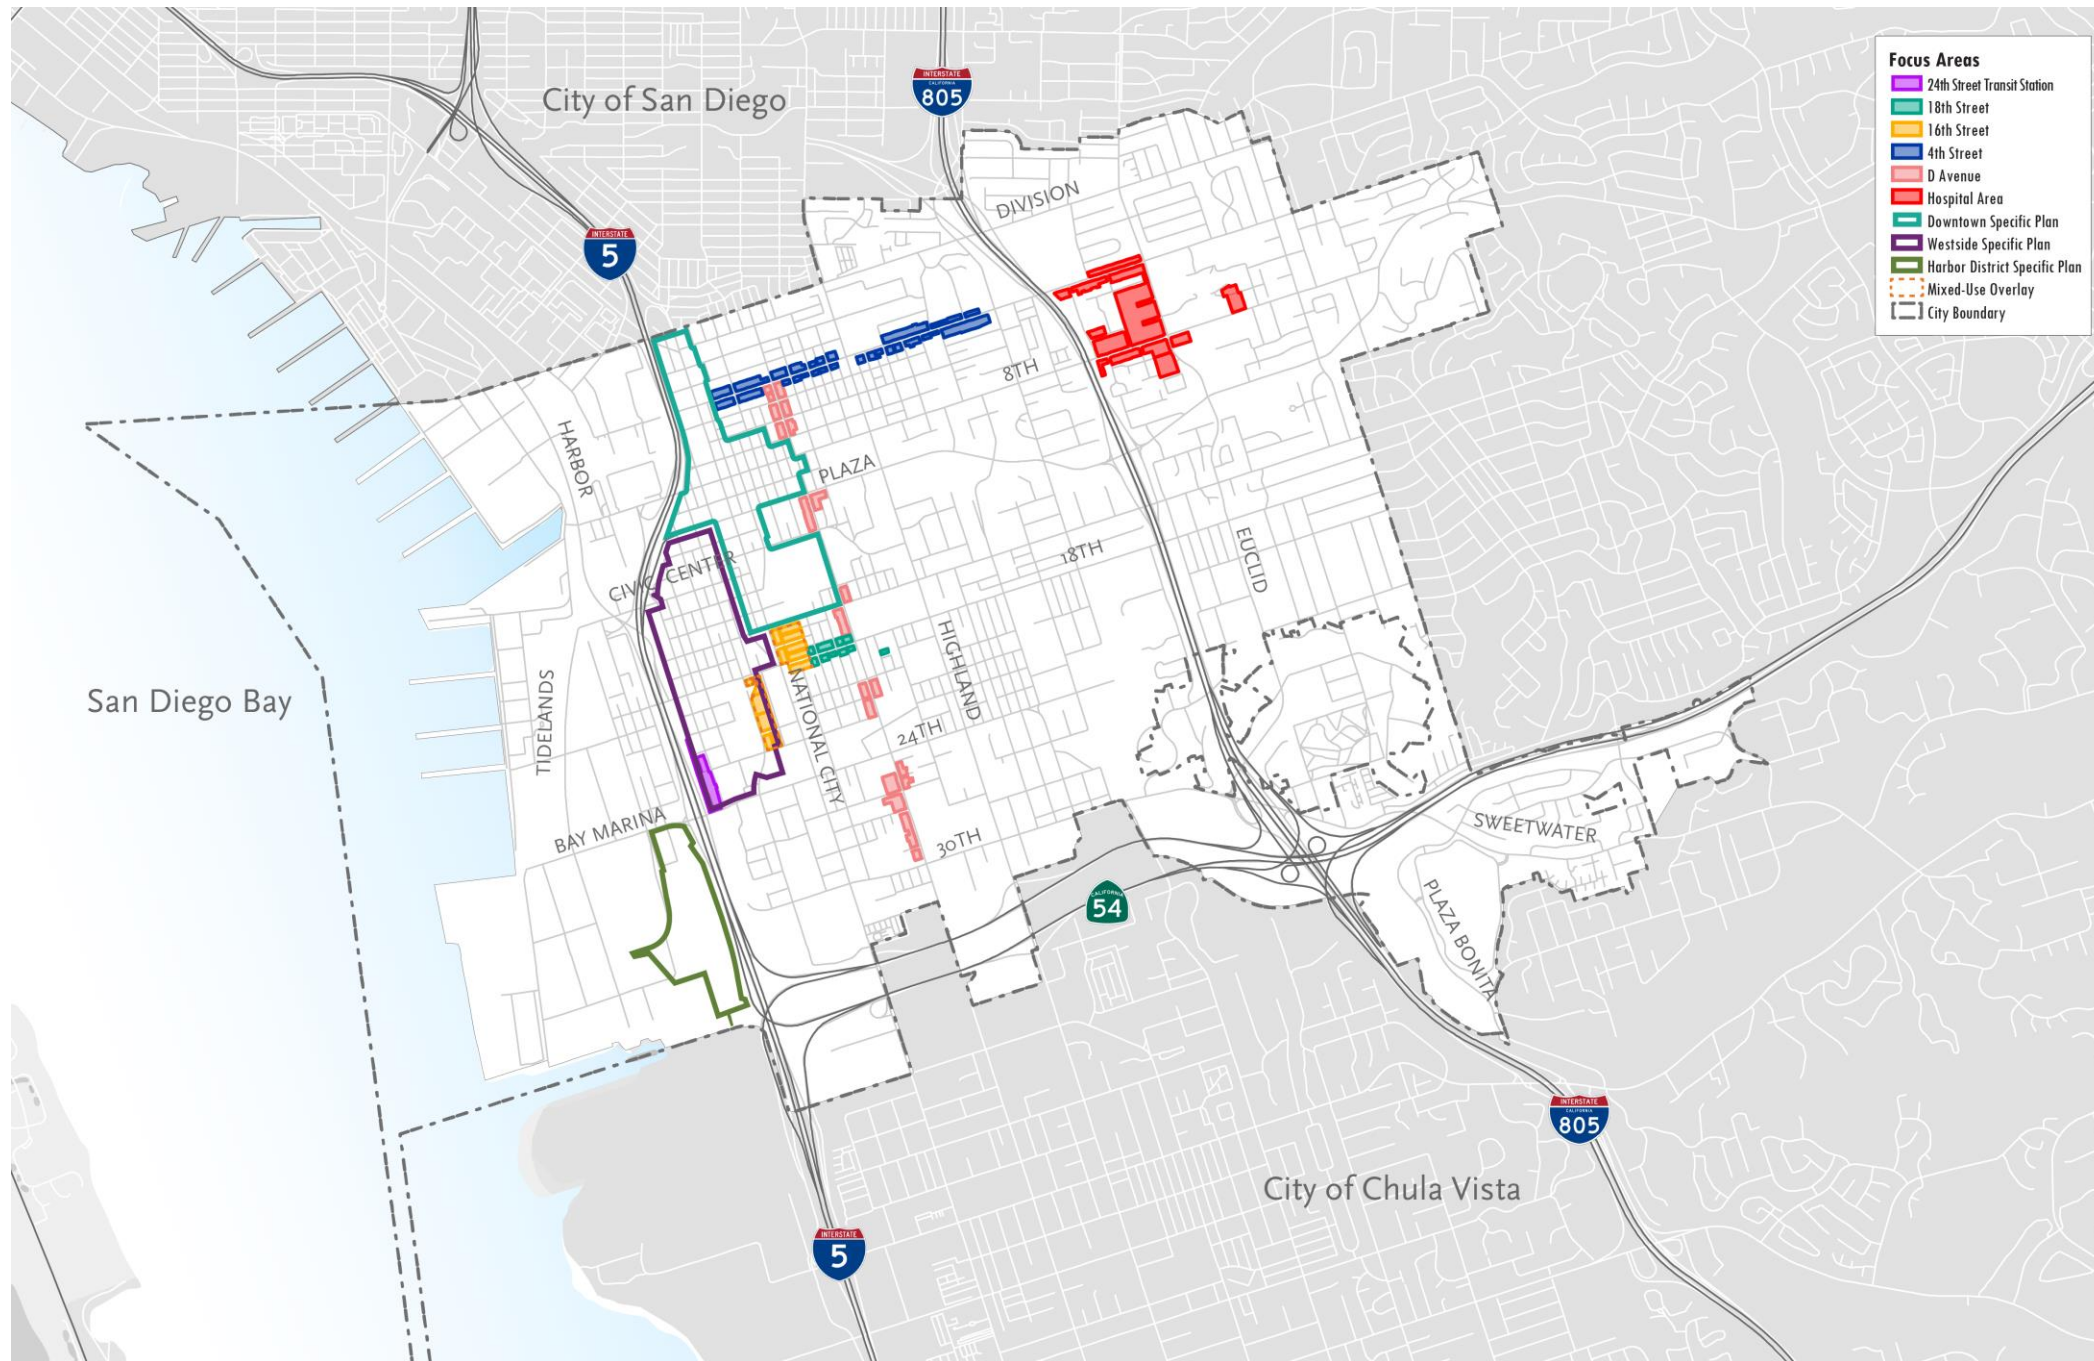 City of San Diego
INTERSTATE
CALIFORNIA
805
Focus Areas
24th Street Transit Station
18th Street
16th Street
4th Street
D Avenue
Hospital Area
Downtown Specific Plan
Westside Specific Plan
Harbor District Specific Plan
Mixed-Use Overlay
City Boundary
DIVISION
INTERSTATE
5
8TH
HARBOR
PLAZA
18TH
EUCLID
CIVIC CENTER
HIGHLAND
San Diego Bay
TIDELANDS
NATIONAL CITY
24TH
BAY MARINA
30TH
SWEETWATER
CALIFORNIA
54
PLAZA BONITA
INTERSTATE
CALIFORNIA
805
City of Chula Vista
INTERSTATE
5